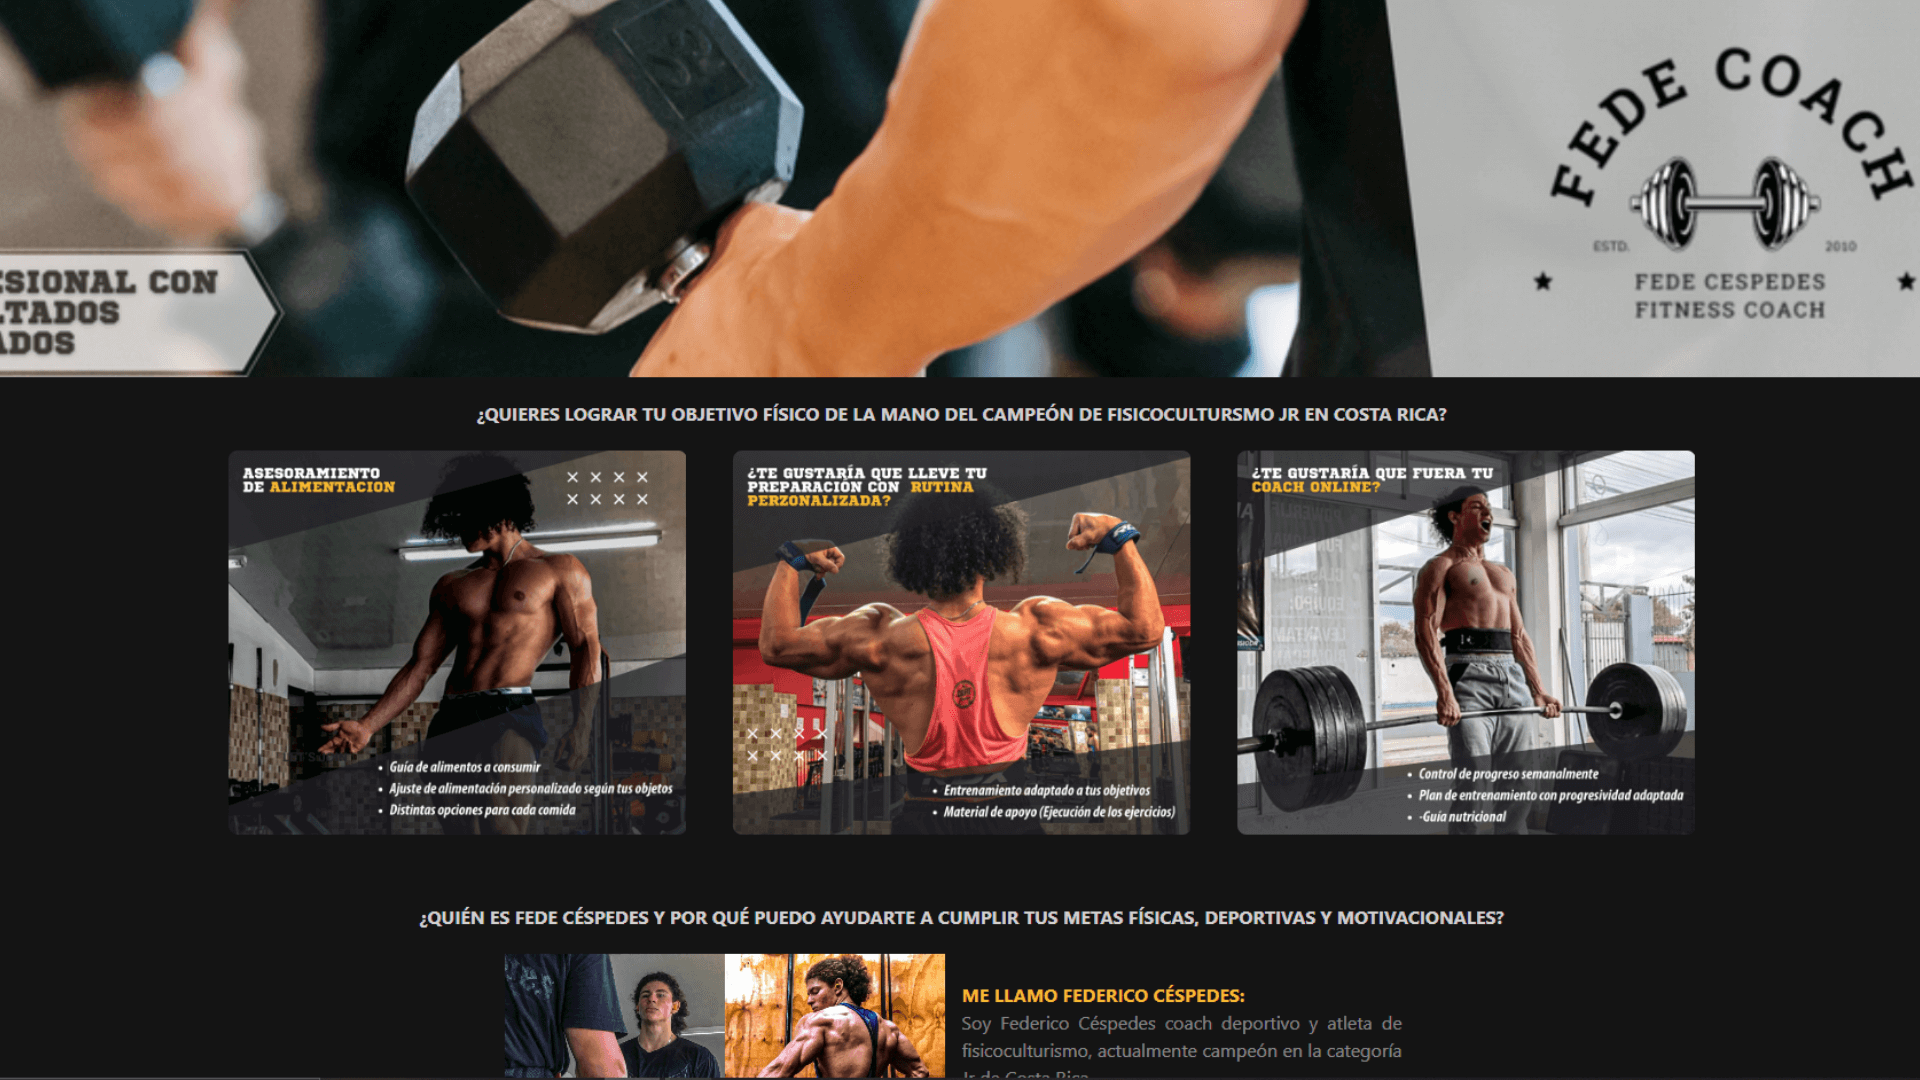 FEDE COACH
ESTD. 2010
FEDE CESPEDES
FITNESS COACH
SIONAL CON
LTADOS
ADOS
¿QUIERES LOGRAR TU OBJETIVO FÍSICO DE LA MANO DEL CAMPEÓN DE FISICOCULTURSMO JR EN COSTA RICA?
ASESORAMIENTO
DE ALIMENTACION
• Guía de alimentos a consumir
• Ajuste de alimentación personalizado según tus objetos
• Distintas opciones para cada comida
¿TE GUSTARÍA QUE LLEVE TU
PREPARACIÓN CON RUTINA
PERZONALIZADA?
• Entrenamiento adaptado a tus objetivos
• Material de apoyo (Ejecución de los ejercicios)
¿TE GUSTARÍA QUE FUERA TU
COACH ONLINE?
• Control de progreso semanalmente
• Plan de entrenamiento con progresividad adaptada
• -Guía nutricional
¿QUIÉN ES FEDE CÉSPEDES Y POR QUÉ PUEDO AYUDARTE A CUMPLIR TUS METAS FÍSICAS, DEPORTIVAS Y MOTIVACIONALES?
ME LLAMO FEDERICO CÉSPEDES:
Soy Federico Céspedes coach deportivo y atleta de
fisicoculturismo, actualmente campeón en la categoría
Jr de Costa Rica